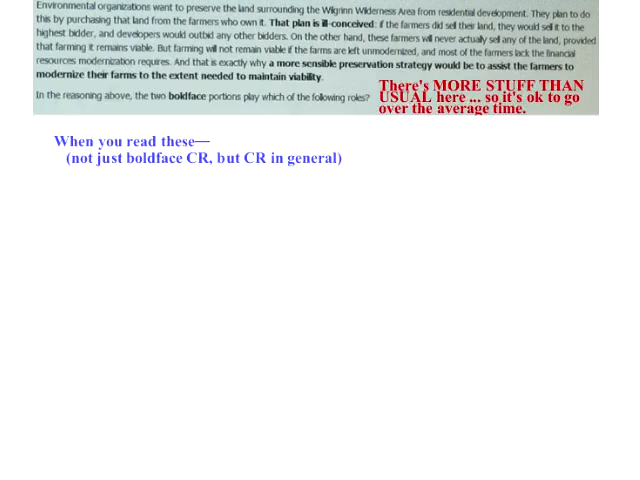 Environmental organizations want to preserve the land surrounding the Wilgrinn Wilderness Area from residential development. They plan to do
this by purchasing that land from the farmers who own it. That plan is ill-conceived: if the farmers did sell their land, they would sell it to the
highest bidder, and developers would outbid any other bidders. On the other hand, these farmers will never actually sell any of the land, provided
that farming it remains viable. But farming will not remain viable if the farms are left unmodernized, and most of the farmers lack the financial
resources modernization requires. And that is exactly why a more sensible preservation strategy would be to assist the farmers to
modernize their farms to the extent needed to maintain viability.
In the reasoning above, the two boldface portions play which of the following roles?
There's MORE STUFF THAN
USUAL here ... so it's ok to go
over the average time.
When you read these—
(not just boldface CR, but CR in general)